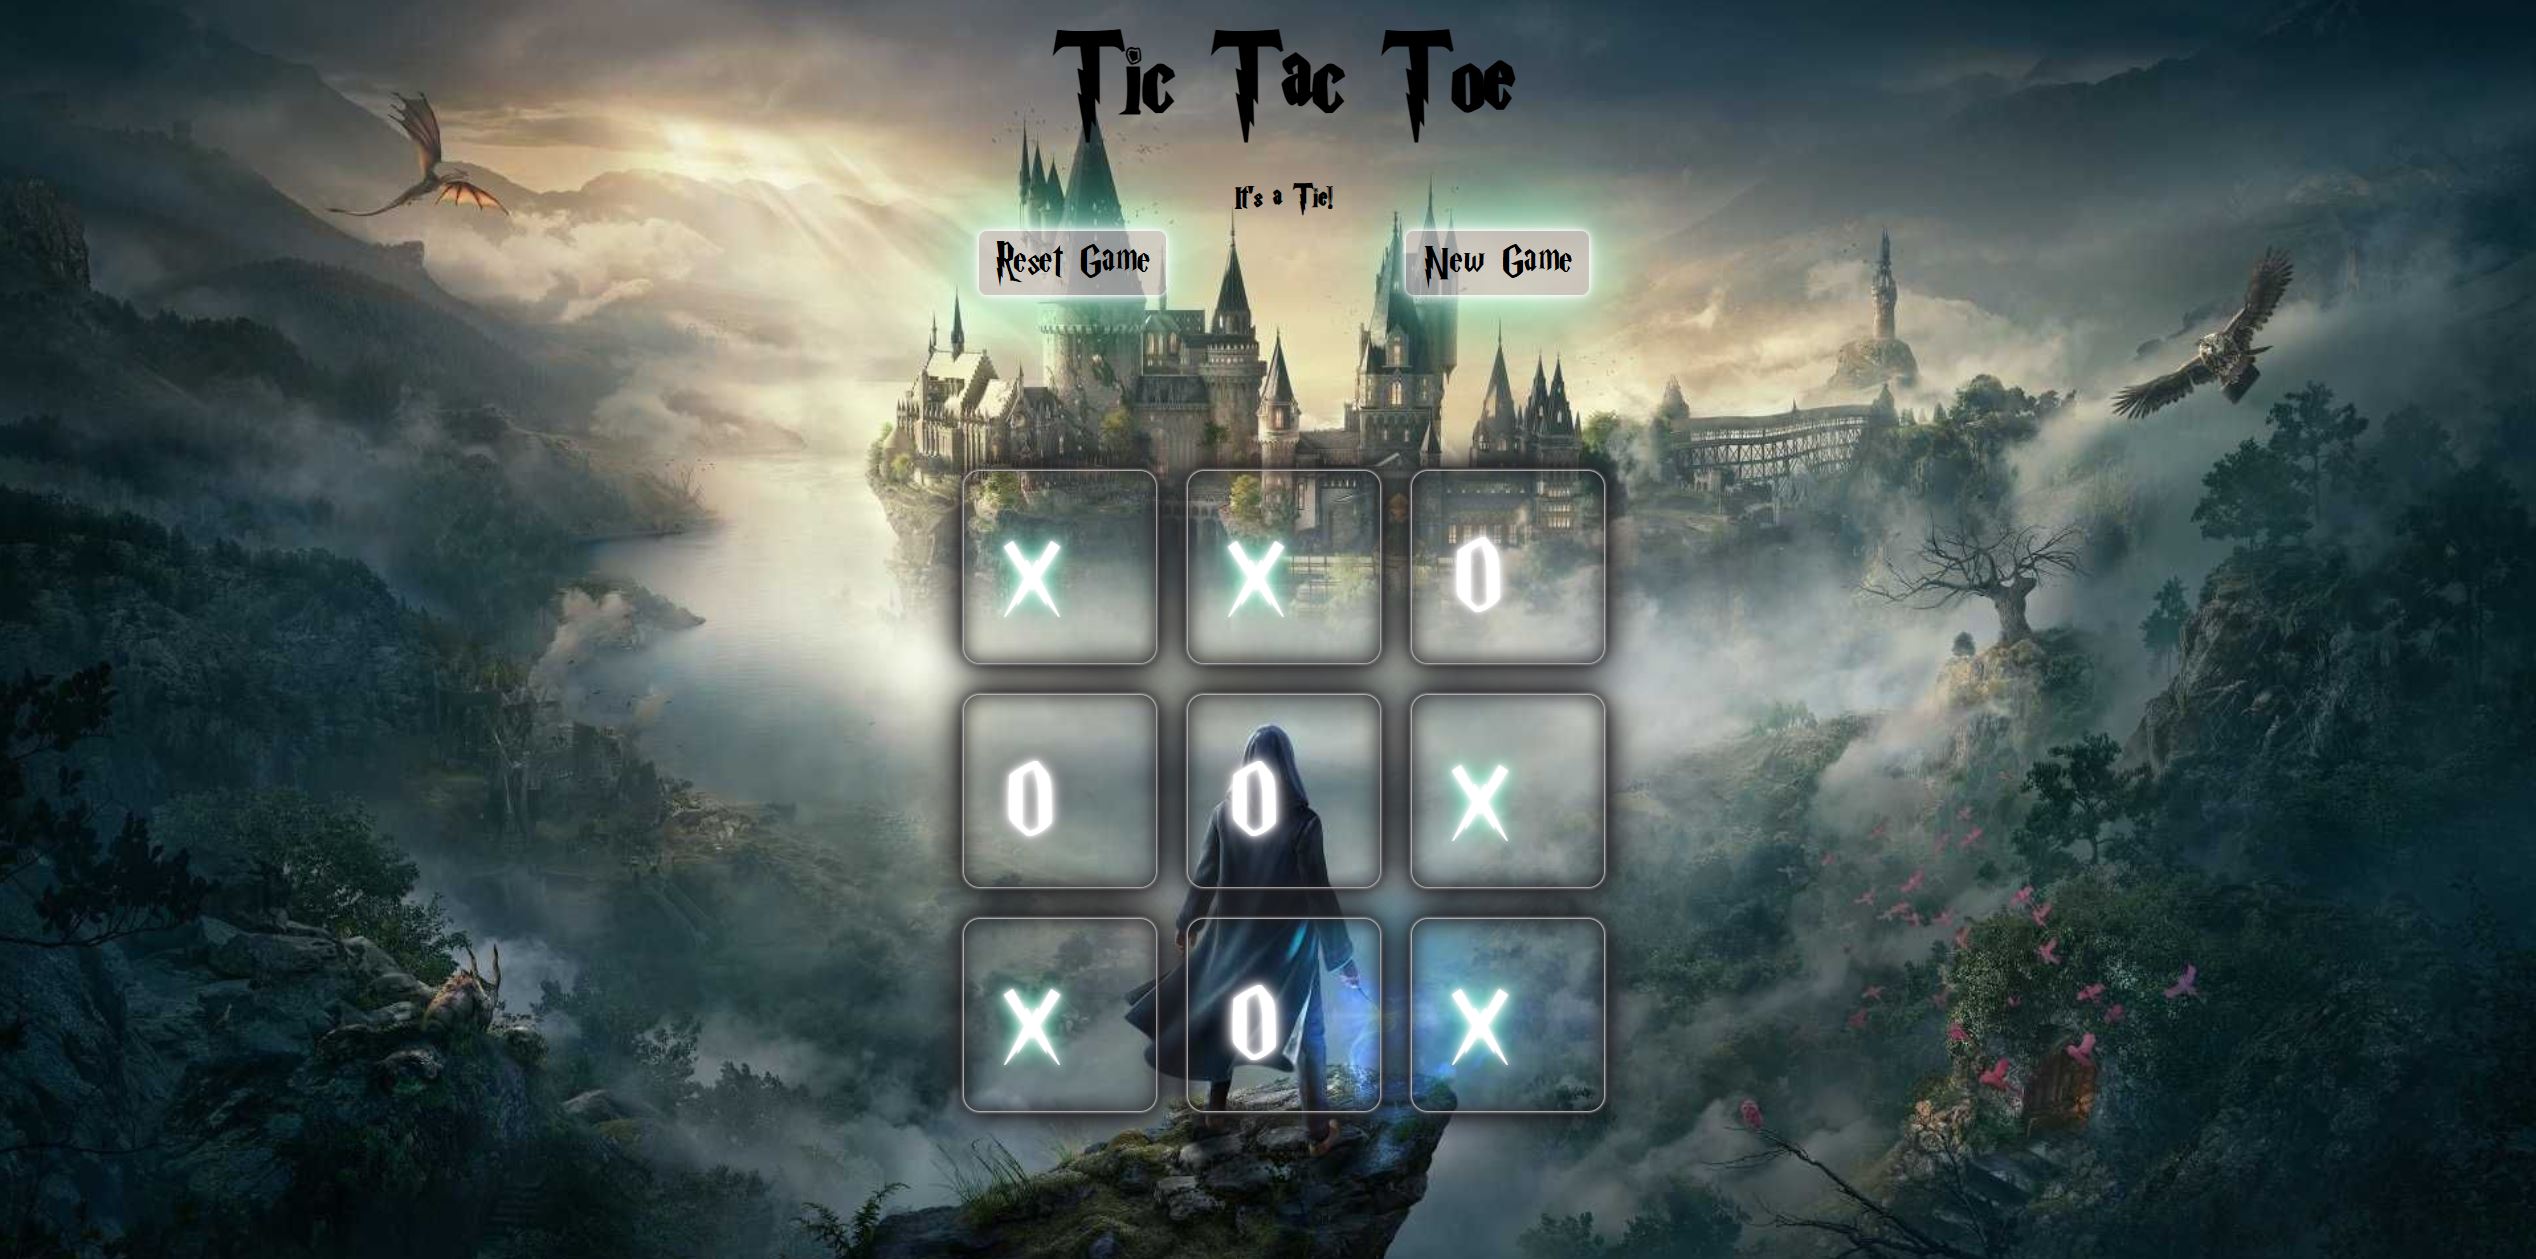 Tic Tac Toe
It's a Tie!
Reset Game New Game
X X O
O O X
X O X